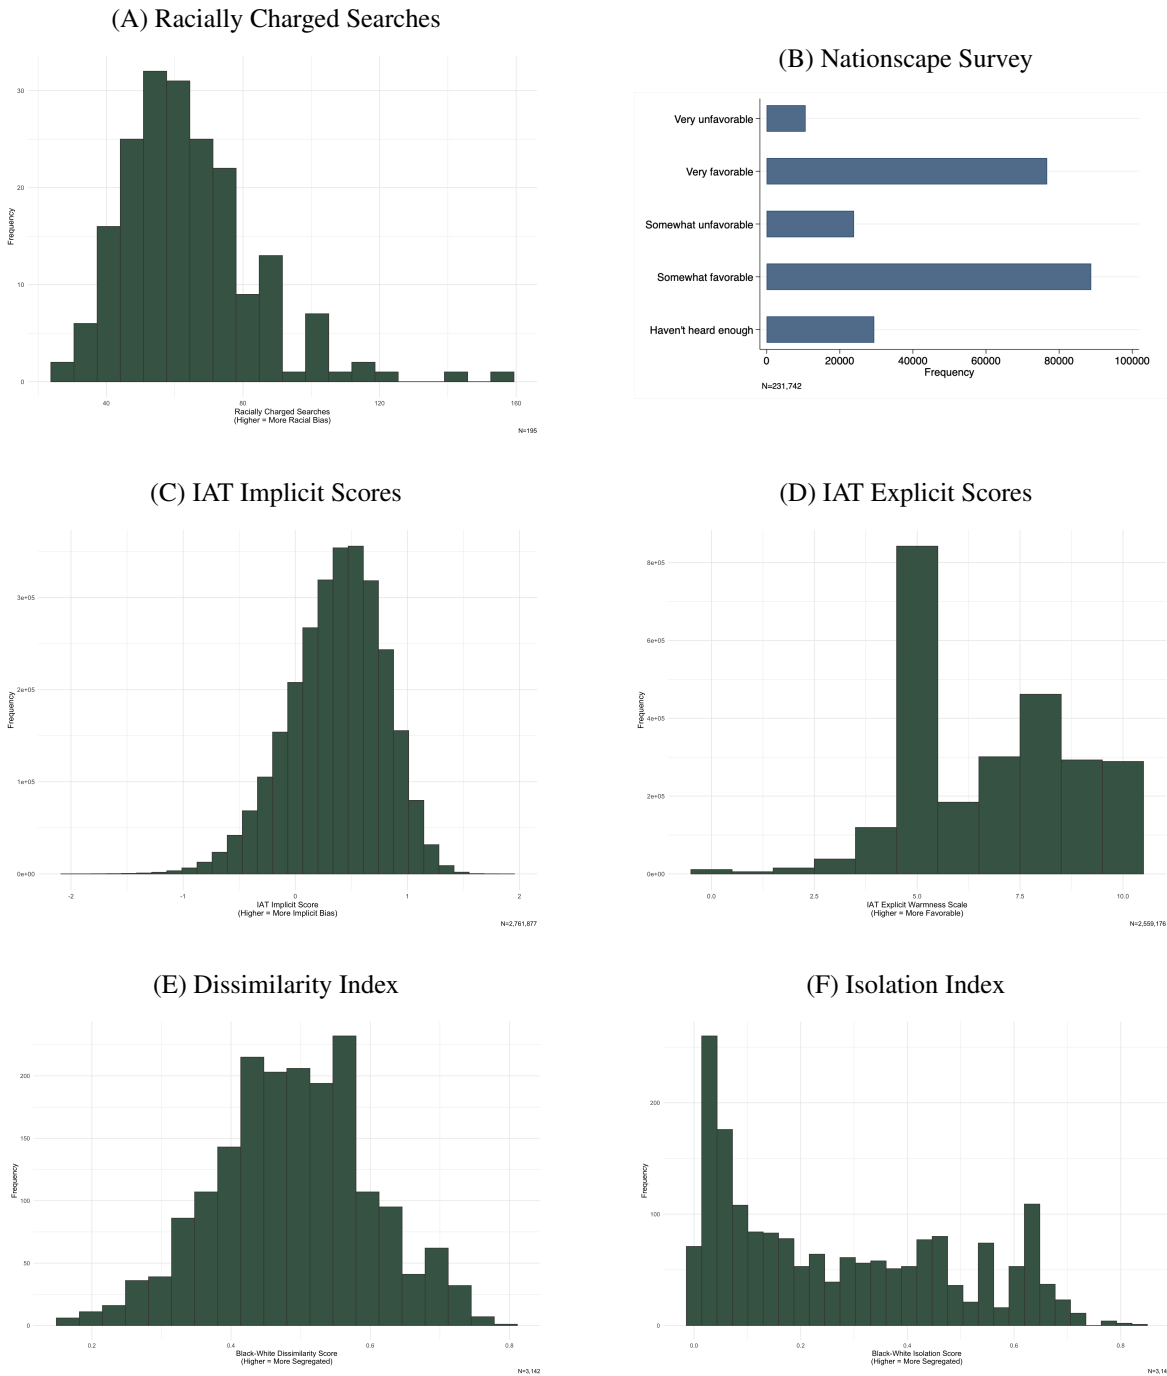 (A) Racially Charged Searches
30
20
10
0
Frequency
40
80
120
160
Racially Charged Searches
(Higher = More Racial Bias)
N=195
(B) Nationscape Survey
Very unfavorable
Very favorable
Somewhat unfavorable
Somewhat favorable
Haven't heard enough
0
20000
40000
60000
80000
100000
Frequency
N=231,742
(C) IAT Implicit Scores
3e+05
2e+05
1e+05
0e+00
Frequency
-2
-1
0
1
2
IAT Implicit Score
(Higher = More Implicit Bias)
N=2,761,877
(D) IAT Explicit Scores
8e+05
6e+05
4e+05
2e+05
0e+00
Frequency
0.0
2.5
5.0
7.5
10.0
IAT Explicit Warmness Scale
(Higher = More Favorable)
N=2,559,176
(E) Dissimilarity Index
200
150
100
50
0
Frequency
0.2
0.4
0.6
0.8
Black-White Dissimilarity Score
(Higher = More Segregated)
N=3,142
(F) Isolation Index
200
100
0
Frequency
0.0
0.2
0.4
0.6
0.8
Black-White Isolation Score
(Higher = More Segregated)
N=3,14